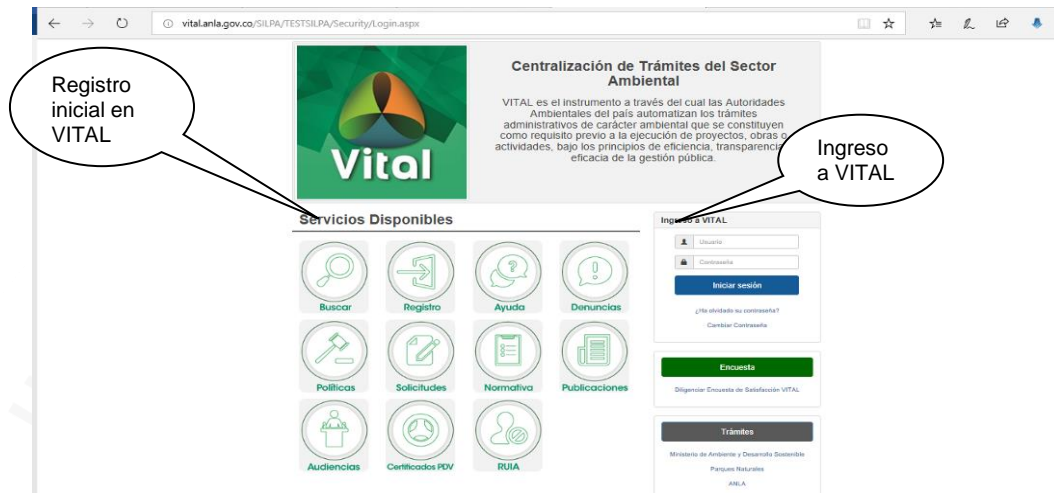 vital.anla.gov.co/SILPA/TESTSILPA/Security/Login.aspx
Registro
inicial en
VITAL
Vital
Centralización de Trámites del Sector
Ambiental
VITAL es el instrumento a través del cual las Autoridades
Ambientales del país automatizan los trámites
administrativos de carácter ambiental que se constituyen
como requisito previo a la ejecución de proyectos, obras o
actividades, bajo los principios de eficiencia, transparencia
eficacia de la gestión pública.
Ingreso
a VITAL
Servicios Disponibles
Buscar
Registro
Ayuda
Denuncias
Políticas
Solicitudes
Normativa
Publicaciones
Audiencias
Certificados PDV
RUIA
Ingreso a VITAL
Usuario
Contraseña
Iniciar sesión
¿Ha olvidado su contraseña?
Cambiar Contraseña
Encuesta
Diligenciar Encuesta de Satisfacción VITAL
Trámites
Ministerio de Ambiente y Desarrollo Sostenible
Parques Naturales
ANLA